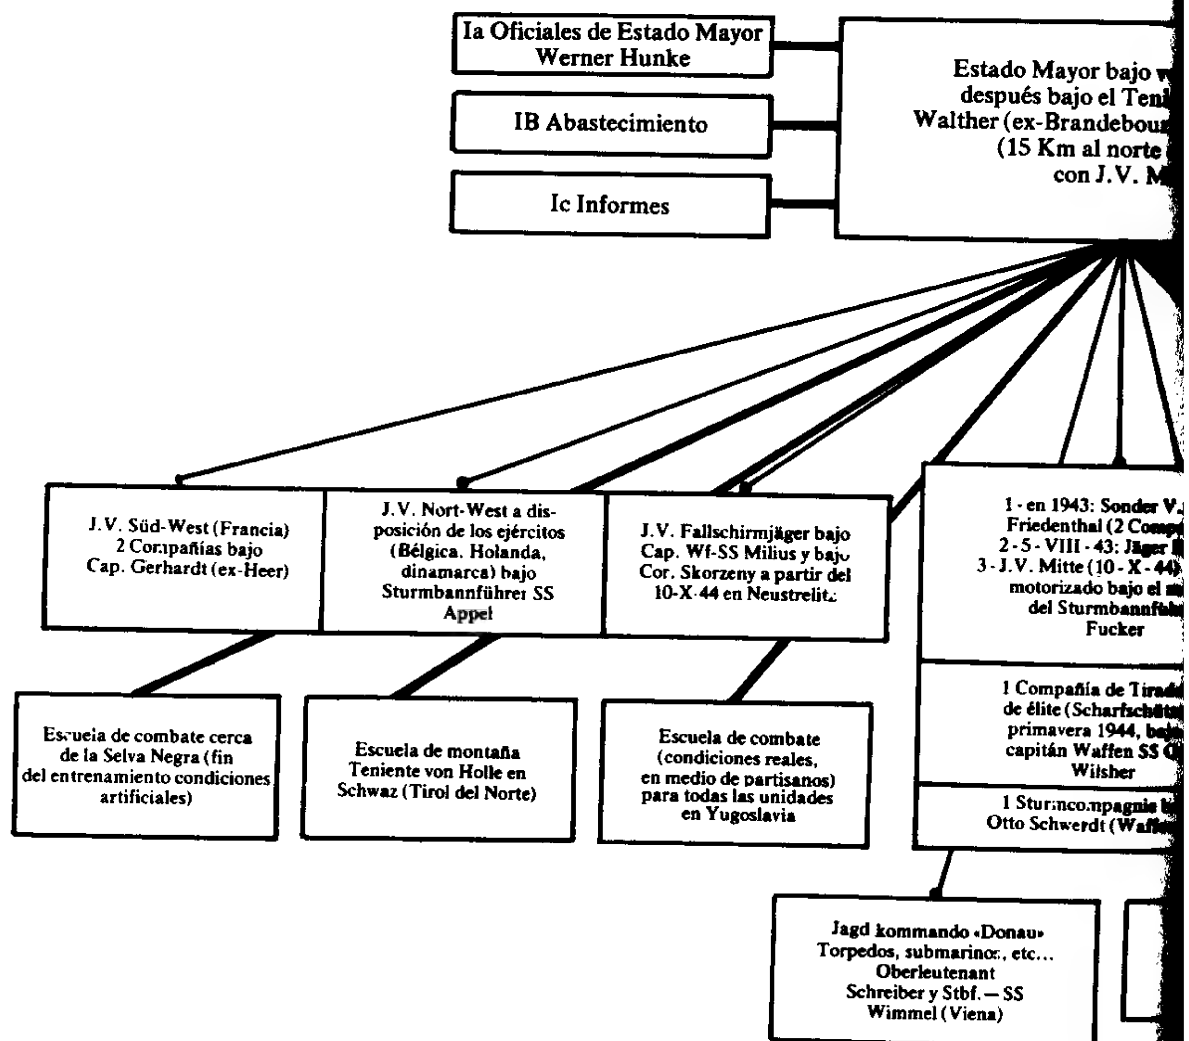 Ia Oficiales de Estado Mayor
Werner Hunke
IB Abastecimiento
Ic Informes
Estado Mayor bajo
después bajo el
Walther (ex-
(15 Km al norte
con J.V.
J.V. Süd-West (Francia)
2 Compañías bajo
Cap. Gerhardt (ex-Heer)
J.V. Nort-West a dis-
posición de los ejércitos
(Bélgica. Holanda,
dinamarca) bajo
Sturmbannführer SS
Appel
J.V. Fallschirmjäger bajo
Cap. Wf-SS Milius y bajo
Cor. Skorzeny a partir del
10-X-44 en
1 - en 1943: Sonder V.
Friedenthal (2
2 - 5 - VIII - 43: Jäger
3 - J.V. Mitte (10 - X - 44)
motorizado bajo el
del
Fucker
1 Compañía de
de élite
primavera 1944,
capitán Waffen SS
Wilsher
1 Sturmcompagnie
Otto Schwerdt
Escuela de combate cerca
de la Selva Negra (fin
del entrenamiento condiciones
artificiales)
Escuela de montaña
Teniente von Holle en
Schwaz (Tirol del Norte)
Escuela de combate
(condiciones reales,
en medio de partisanos)
para todas las unidades
en Yugoslavia
Jagd kommando «Donau»
Torpedos, submarinos, etc...
Oberleutenant
Schreiber y Stbf. — SS
Wimmel (Viena)